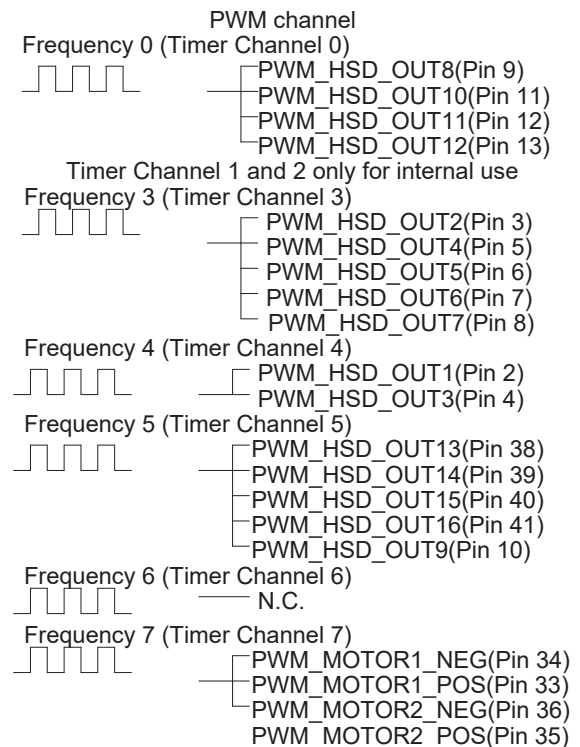 PWM channel
Frequency 0 (Timer Channel 0)
PWM_HSD_OUT8(Pin 9)
PWM_HSD_OUT10(Pin 11)
PWM_HSD_OUT11(Pin 12)
PWM_HSD_OUT12(Pin 13)
Timer Channel 1 and 2 only for internal use
Frequency 3 (Timer Channel 3)
PWM_HSD_OUT2(Pin 3)
PWM_HSD_OUT4(Pin 5)
PWM_HSD_OUT5(Pin 6)
PWM_HSD_OUT6(Pin 7)
PWM_HSD_OUT7(Pin 8)
Frequency 4 (Timer Channel 4)
PWM_HSD_OUT1(Pin 2)
PWM_HSD_OUT3(Pin 4)
Frequency 5 (Timer Channel 5)
PWM_HSD_OUT13(Pin 38)
PWM_HSD_OUT14(Pin 39)
PWM_HSD_OUT15(Pin 40)
PWM_HSD_OUT16(Pin 41)
PWM_HSD_OUT9(Pin 10)
Frequency 6 (Timer Channel 6)
N.C.
Frequency 7 (Timer Channel 7)
PWM_MOTOR1_NEG(Pin 34)
PWM_MOTOR1_POS(Pin 33)
PWM_MOTOR2_NEG(Pin 36)
PWM_MOTOR2_POS(Pin 35)